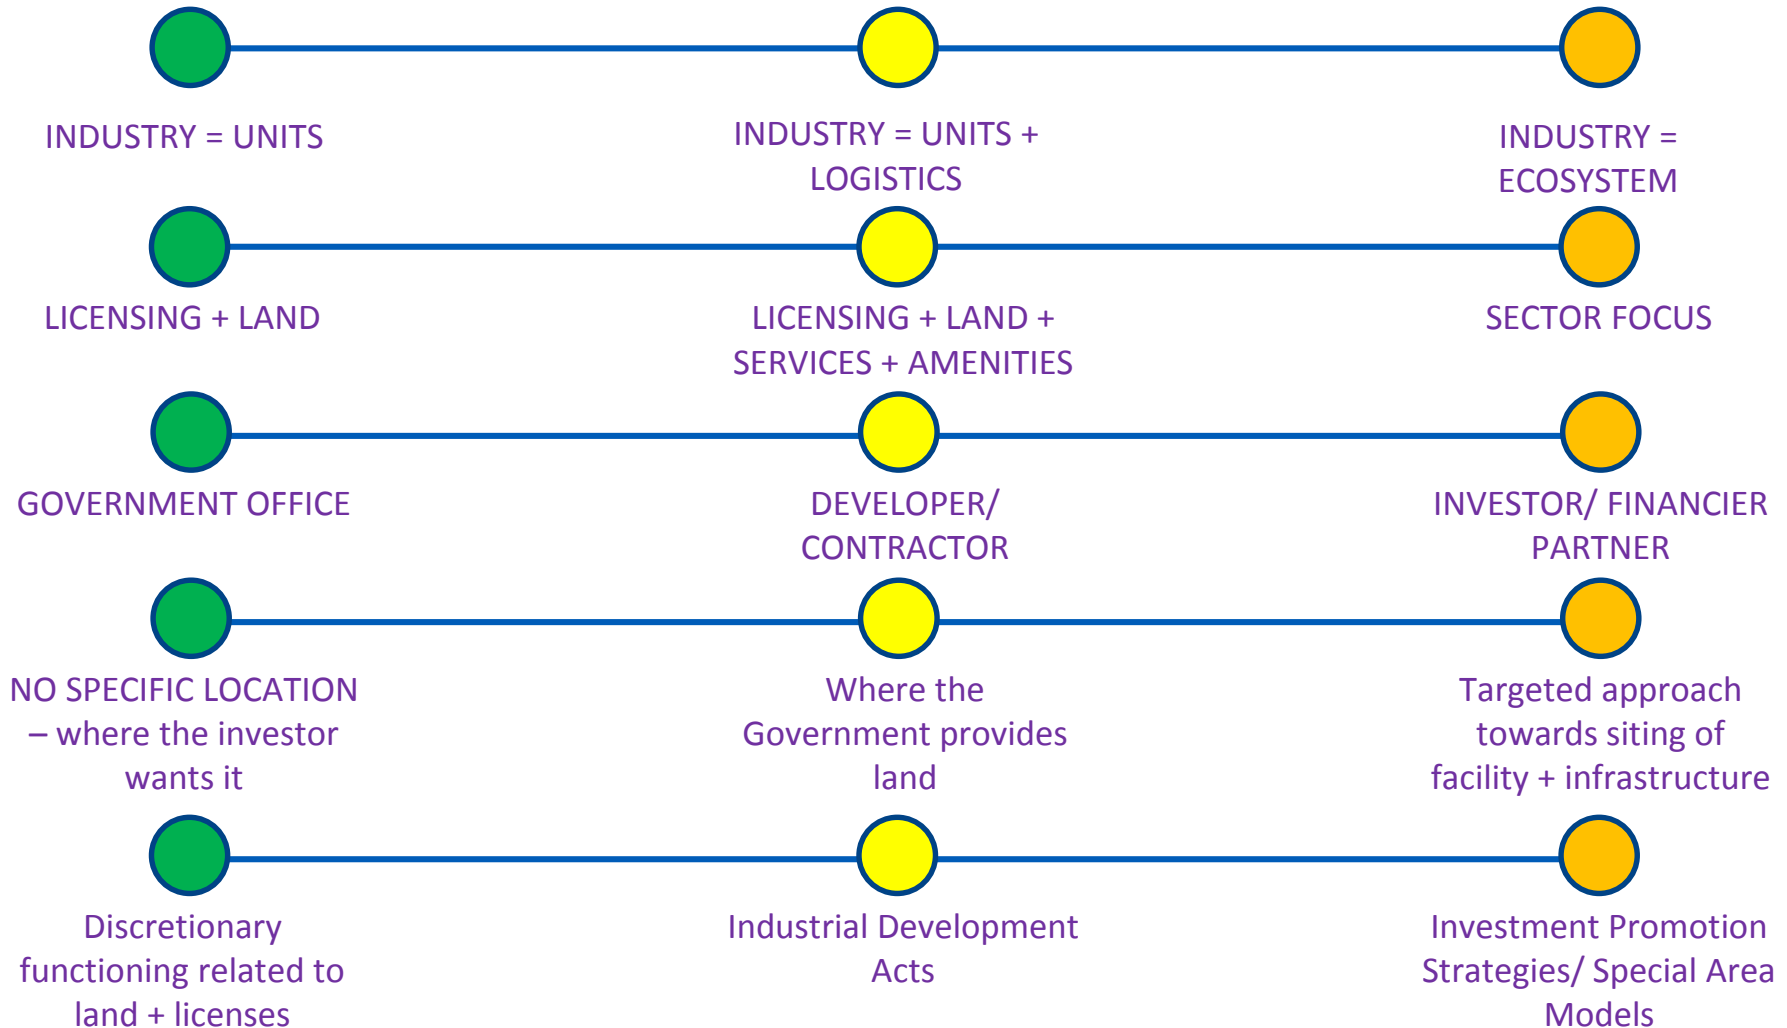 INDUSTRY = UNITS
INDUSTRY = UNITS +
LOGISTICS
INDUSTRY =
ECOSYSTEM
LICENSING + LAND
LICENSING + LAND +
SERVICES + AMENITIES
SECTOR FOCUS
GOVERNMENT OFFICE
DEVELOPER/
CONTRACTOR
INVESTOR/ FINANCIER
PARTNER
NO SPECIFIC LOCATION
– where the investor
wants it
Where the
Government provides
land
Targeted approach
towards siting of
facility + infrastructure
Discretionary
functioning related to
land + licenses
Industrial Development
Acts
Investment Promotion
Strategies/ Special Area
Models